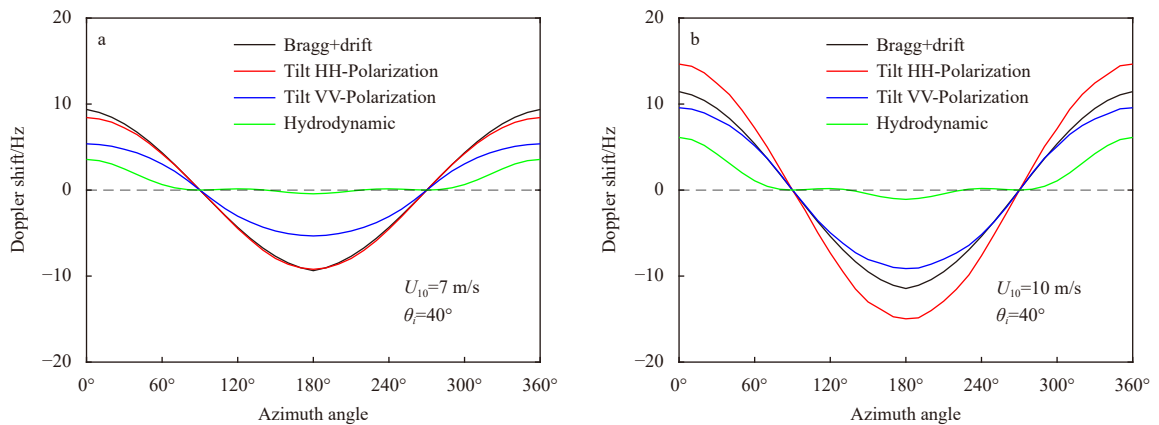 20
10
0
−10
−20
Doppler shift/Hz
a
Bragg+drift
Tilt HH-Polarization
Tilt VV-Polarization
Hydrodynamic
U₁₀=7 m/s
θᵢ=40°
0° 60° 120° 180° 240° 300° 360°
Azimuth angle
20
10
0
−10
−20
Doppler shift/Hz
b
Bragg+drift
Tilt HH-Polarization
Tilt VV-Polarization
Hydrodynamic
U₁₀=10 m/s
θᵢ=40°
0° 60° 120° 180° 240° 300° 360°
Azimuth angle